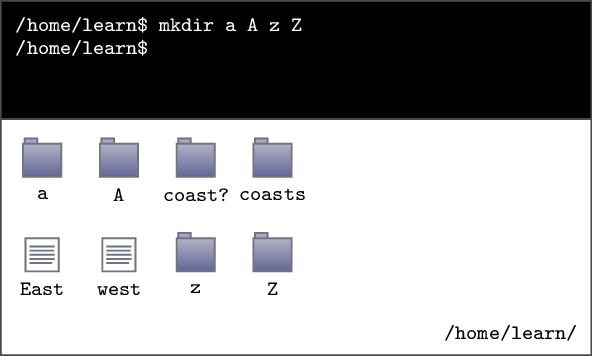 /home/learn$ mkdir a A z Z
/home/learn$
a A coast? coasts
East west z Z
/home/learn/